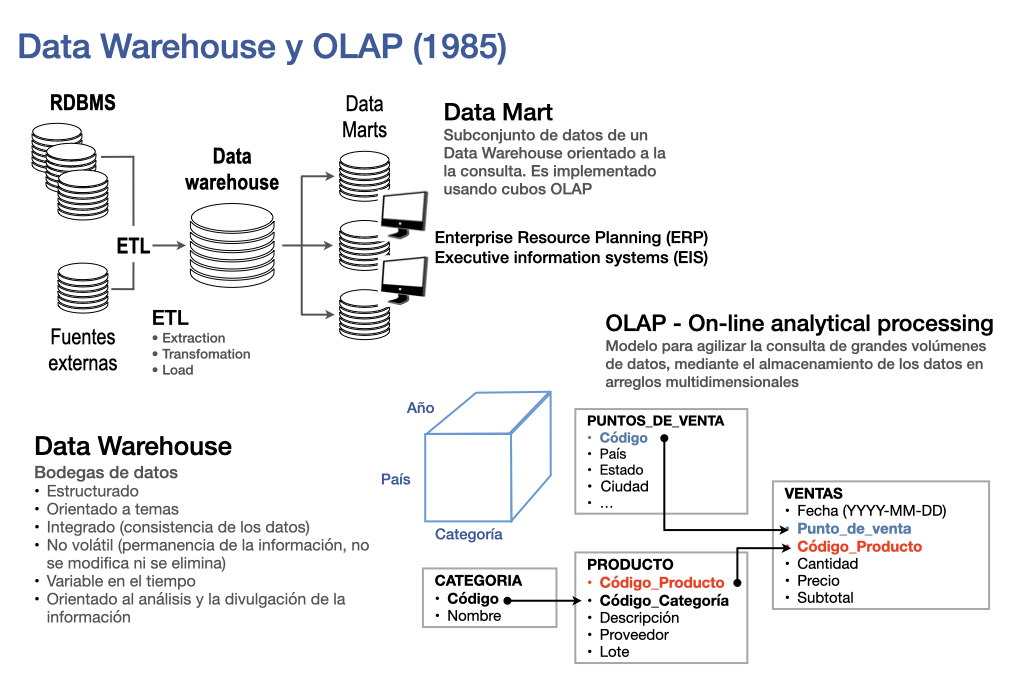 Data Warehouse y OLAP (1985)
RDBMS
Data
warehouse
Data
Marts
ETL
Fuentes
externas
ETL
• Extraction
• Transfomation
• Load
Data Mart
Subconjunto de datos de un
Data Warehouse orientado a la
la consulta. Es implementado
usando cubos OLAP
Enterprise Resource Planning (ERP)
Executive information systems (EIS)
OLAP - On-line analytical processing
Modelo para agilizar la consulta de grandes volúmenes
de datos, mediante el almacenamiento de los datos en
arreglos multidimensionales
Data Warehouse
Bodegas de datos
• Estructurado
• Orientado a temas
• Integrado (consistencia de los datos)
• No volátil (permanencia de la información, no
se modifica ni se elimina)
• Variable en el tiempo
• Orientado al análisis y la divulgación de la
información
Año
País
Categoría
PUNTOS_DE_VENTA
• Código
• País
• Estado
• Ciudad
• ...
CATEGORIA
• Código
• Nombre
PRODUCTO
• Código_Producto
• Código_Categoría
• Descripción
• Proveedor
• Lote
VENTAS
• Fecha (YYYY-MM-DD)
• Punto_de_venta
• Código_Producto
• Cantidad
• Precio
• Subtotal